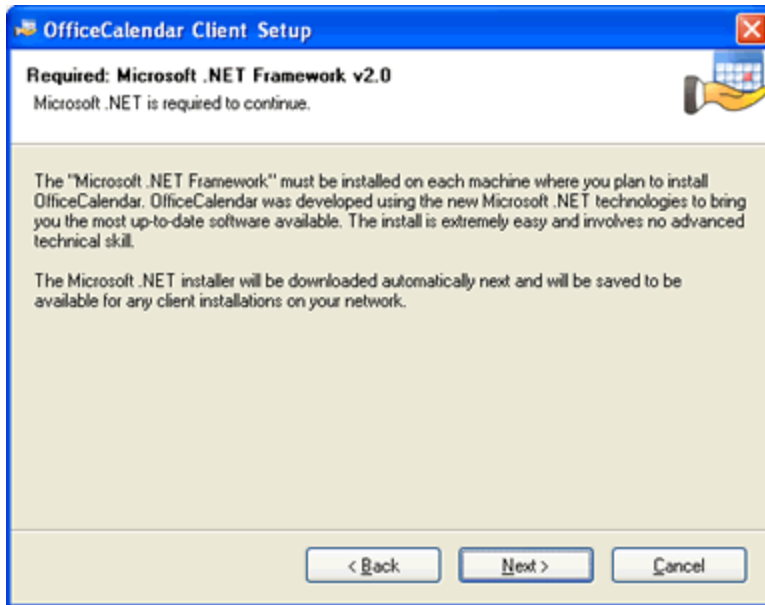 OfficeCalendar Client Setup
Required: Microsoft .NET Framework v2.0
Microsoft .NET is required to continue.
The "Microsoft .NET Framework" must be installed on each machine where you plan to install
OfficeCalendar. OfficeCalendar was developed using the new Microsoft .NET technologies to bring
you the most up-to-date software available. The install is extremely easy and involves no advanced
technical skill.
The Microsoft .NET installer will be downloaded automatically next and will be saved to be
available for any client installations on your network.
< Back Next > Cancel